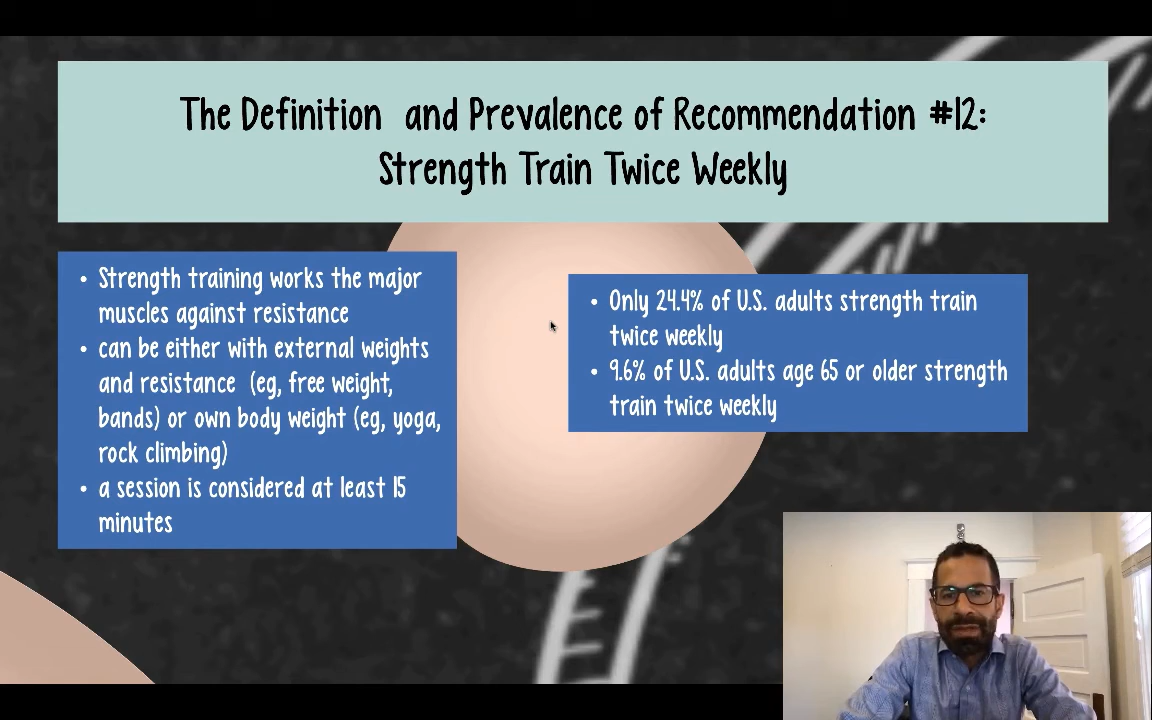 The Definition  and Prevalence of Recommendation #12:
Strength Train Twice Weekly
• Strength training works the major
muscles against resistance
• can be either with external weights
and resistance  (eg, free weight,
bands) or own body weight (eg, yoga,
rock climbing)
• a session is considered at least 15
minutes
• Only 24.4% of U.S. adults strength train
twice weekly
• 9.6% of U.S. adults age 65 or older strength
train twice weekly